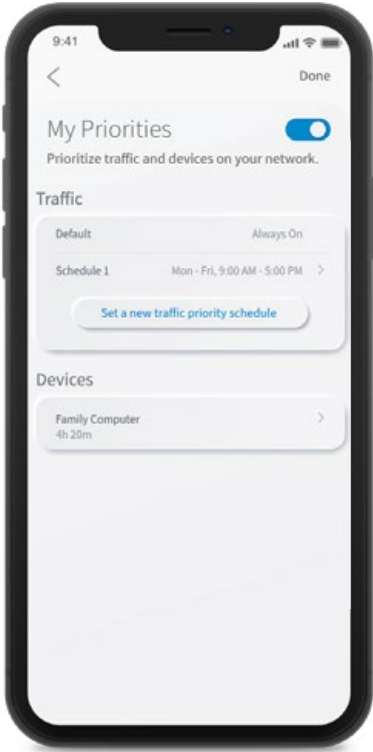 9:41
Done
My Priorities
Prioritize traffic and devices on your network.
Traffic
Default Always On
Schedule 1 Mon - Fri, 9:00 AM - 5:00 PM >
Set a new traffic priority schedule
Devices
Family Computer
4h 20m